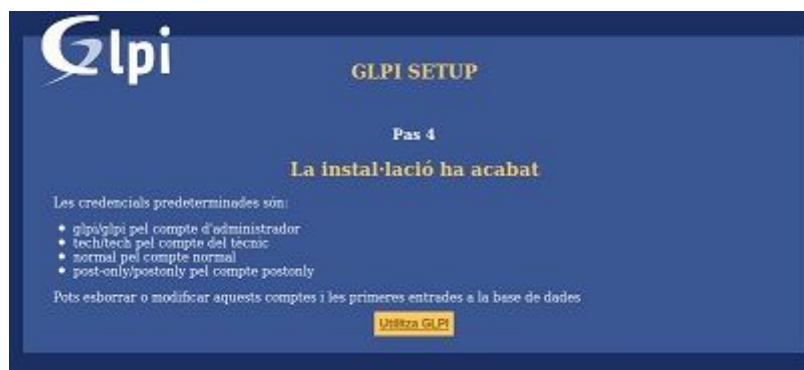 Glpi
GLPI SETUP
Pas 4
La instal·lació ha acabat
Les credencials predeterminades són:
• glpi/glpi pel compte d'administrador
• tech/tech pel compte del tècnic
• normal pel compte normal
• post-only/postonly pel compte postonly
Pots esborrar o modificar aquests comptes i les primeres entrades a la base de dades
Utilitza GLPI